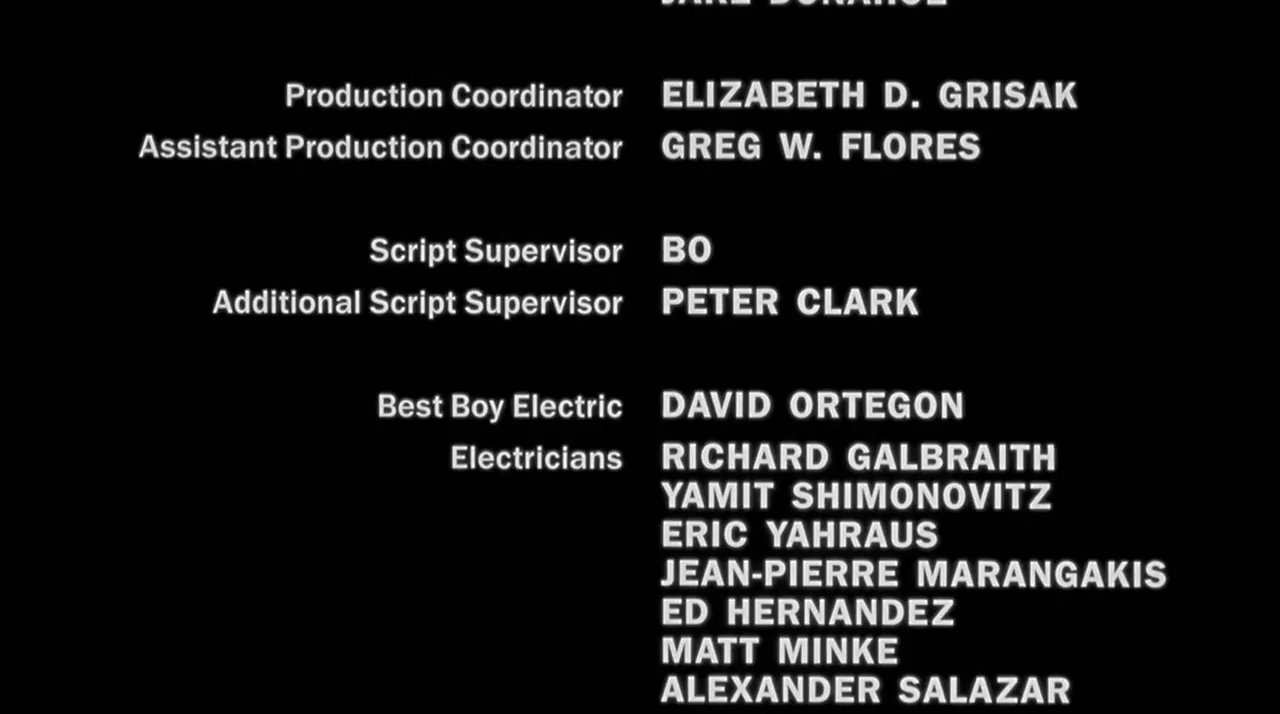 Production Coordinator ELIZABETH D. GRISAK
Assistant Production Coordinator GREG W. FLORES
Script Supervisor BO
Additional Script Supervisor PETER CLARK
Best Boy Electric DAVID ORTEGON
Electricians RICHARD GALBRAITH
YAMIT SHIMONOVITZ
ERIC YAHRAUS
JEAN-PIERRE MARANGAKIS
ED HERNANDEZ
MATT MINKE
ALEXANDER SALAZAR